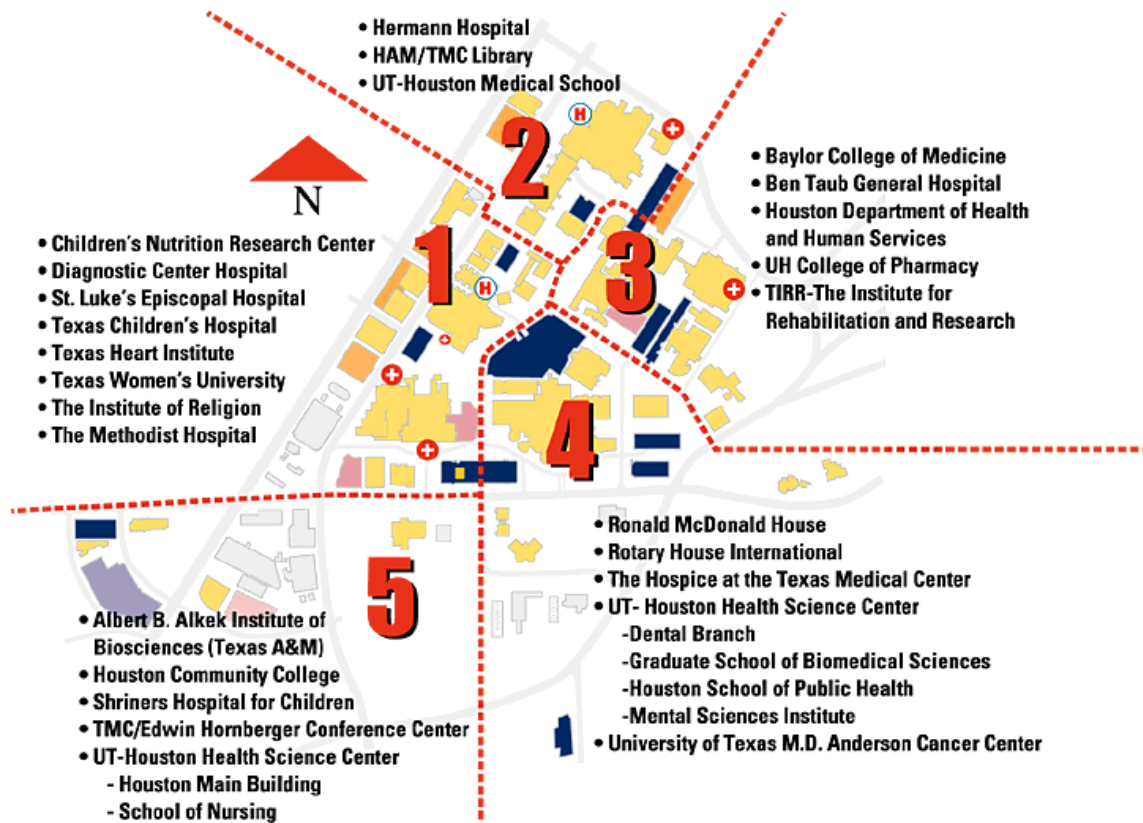 • Hermann Hospital
• HAM/TMC Library
• UT-Houston Medical School
2
H
N
• Baylor College of Medicine
• Ben Taub General Hospital
• Houston Department of Health
and Human Services
• UH College of Pharmacy
• TIRR-The Institute for
Rehabilitation and Research
3
1
H
• Children's Nutrition Research Center
• Diagnostic Center Hospital
• St. Luke's Episcopal Hospital
• Texas Children's Hospital
• Texas Heart Institute
• Texas Women's University
• The Institute of Religion
• The Methodist Hospital
4
• Ronald McDonald House
• Rotary House International
• The Hospice at the Texas Medical Center
• UT- Houston Health Science Center
-Dental Branch
-Graduate School of Biomedical Sciences
-Houston School of Public Health
-Mental Sciences Institute
• University of Texas M.D. Anderson Cancer Center
5
• Albert B. Alkek Institute of
Biosciences (Texas A&M)
• Houston Community College
• Shriners Hospital for Children
• TMC/Edwin Hornberger Conference Center
• UT-Houston Health Science Center
- Houston Main Building
- School of Nursing